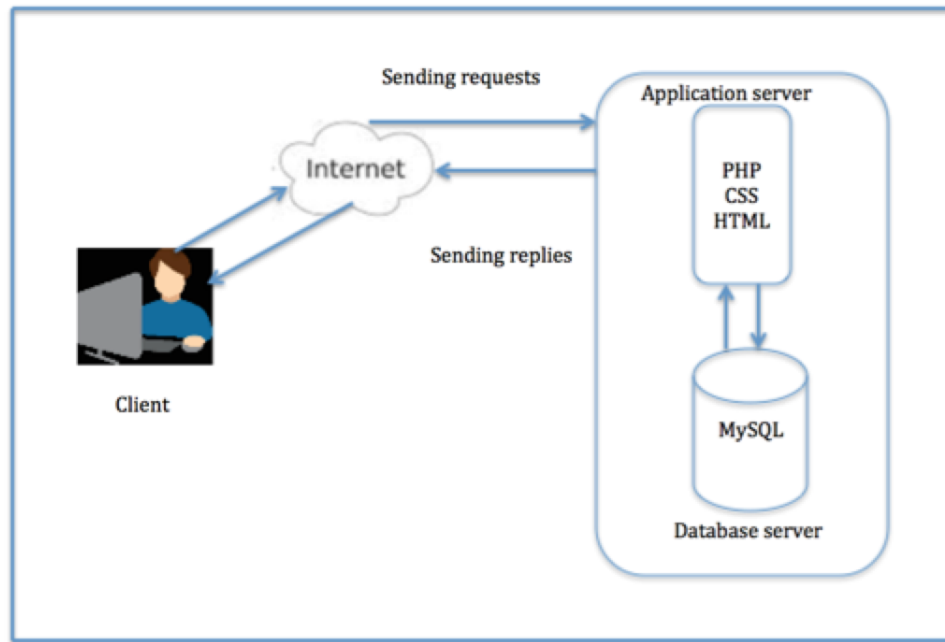 Sending requests
Application server
Internet
PHP
CSS
HTML
Sending replies
Client
MySQL
Database server